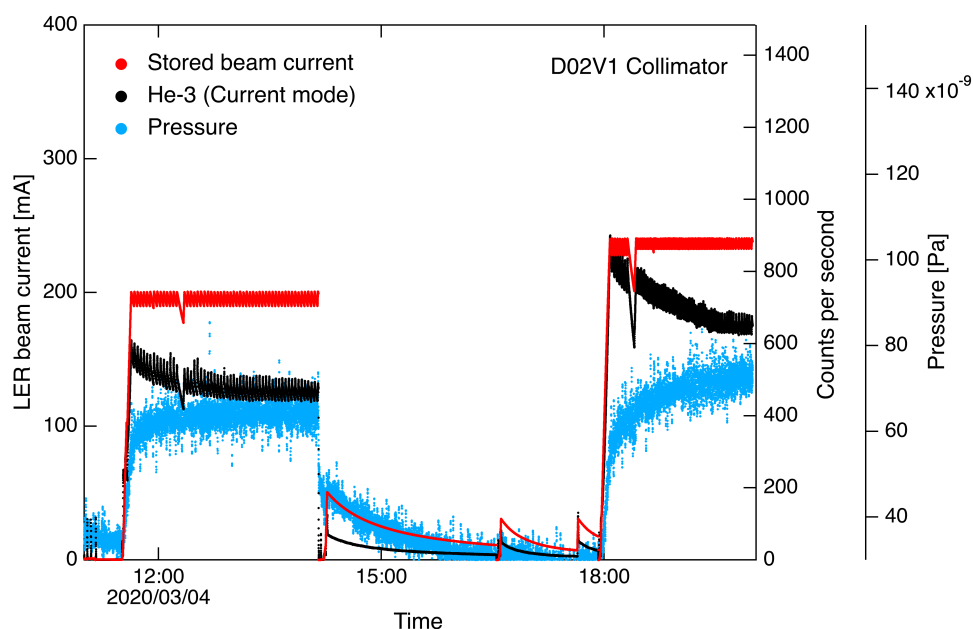 400
300
200
100
0
LER beam current [mA]
Stored beam current
He-3 (Current mode)
Pressure
D02V1 Collimator
1400
1200
1000
800
600
400
200
0
Counts per second
140 x10-9
120
100
80
60
40
Pressure [Pa]
12:00
15:00
18:00
2020/03/04
Time